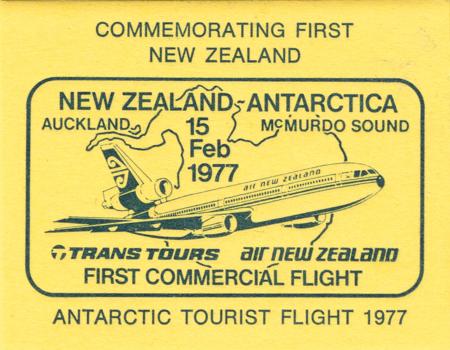 COMMEMORATING FIRST
NEW ZEALAND
NEW ZEALAND-ANTARCTICA
AUCKLAND 15 McMURDO SOUND
Feb
1977
air new zealand
TRANS TOURS air new zealand
FIRST COMMERCIAL FLIGHT
ANTARCTIC TOURIST FLIGHT 1977